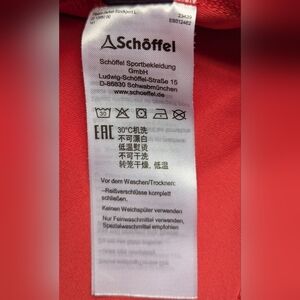 Schöffel
Schöffel Sportbekleidung
GmbH
Ludwig-Schöffel-Straße 15
D-86830 Schwabmünchen
www.schoeffel.de
30
EAC
30°C机洗
不可漂白
低温熨烫
不可干洗
转笼干燥, 低温
Vor dem Waschen/Trocknen:
–Reißverschlüsse komplett
schließen.
Keinen Weichspüler verwenden
Nur Feinwaschmittel verwenden,
Spezialwaschmittel empfohlen